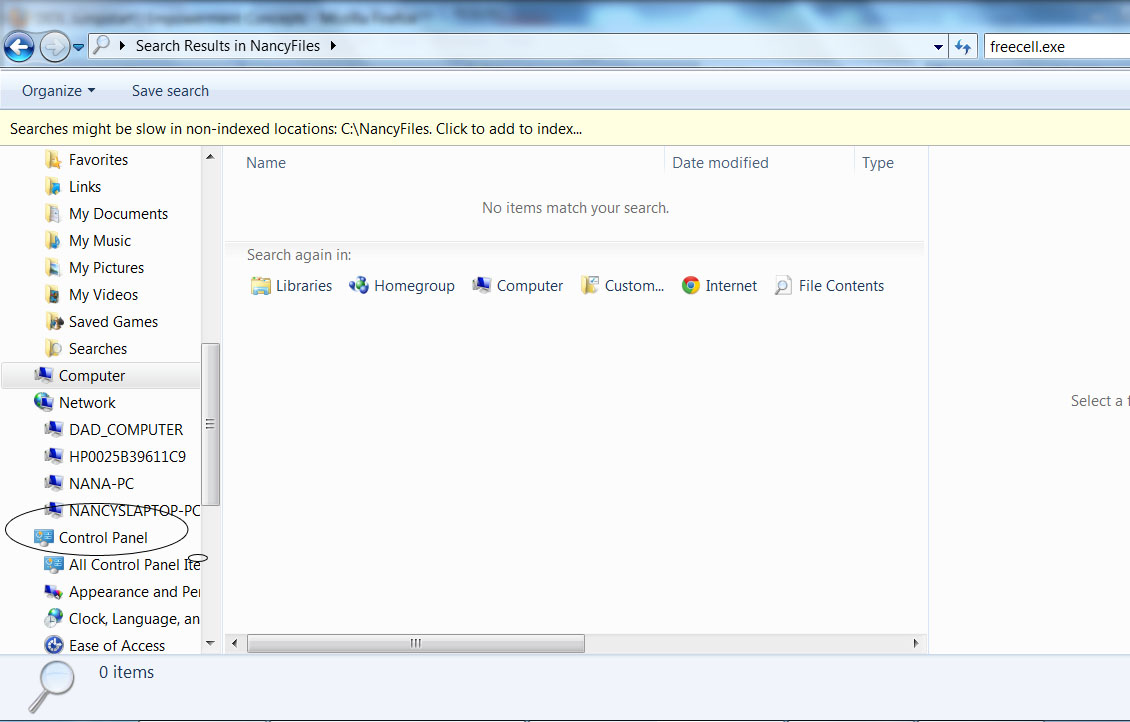 Search Results in NancyFiles
freecell.exe
Organize
Save search
Searches might be slow in non-indexed locations: C:\NancyFiles. Click to add to index...
Favorites
Links
My Documents
My Music
My Pictures
My Videos
Saved Games
Searches
Computer
Network
DAD_COMPUTER
HP0025B39611C9
NANA-PC
NANCYSLAPTOP-PC
Control Panel
All Control Panel Ite
Appearance and Per
Clock, Language, an
Ease of Access
Name Date modified Type
No items match your search.
Search again in:
Libraries Homegroup Computer Custom... Internet File Contents
Select a f
0 items